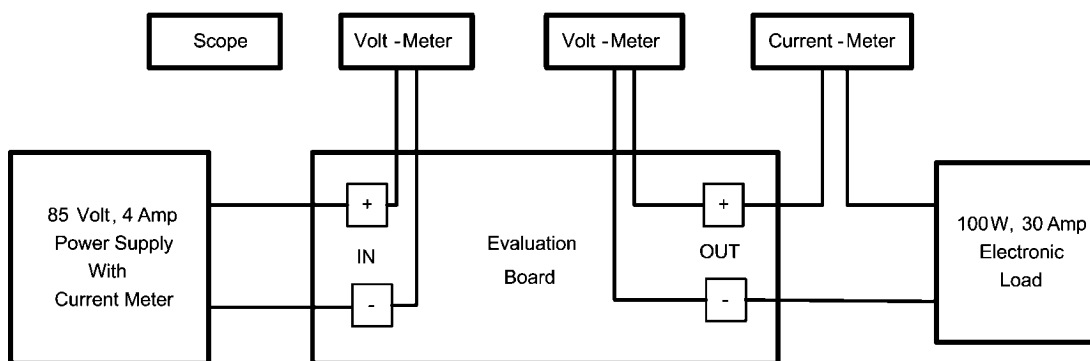 Scope
Volt -Meter
Volt -Meter
Current -Meter
85 Volt, 4 Amp
Power Supply
With
Current Meter
+
IN
-
Evaluation
Board
+
OUT
-
100W, 30 Amp
Electronic
Load